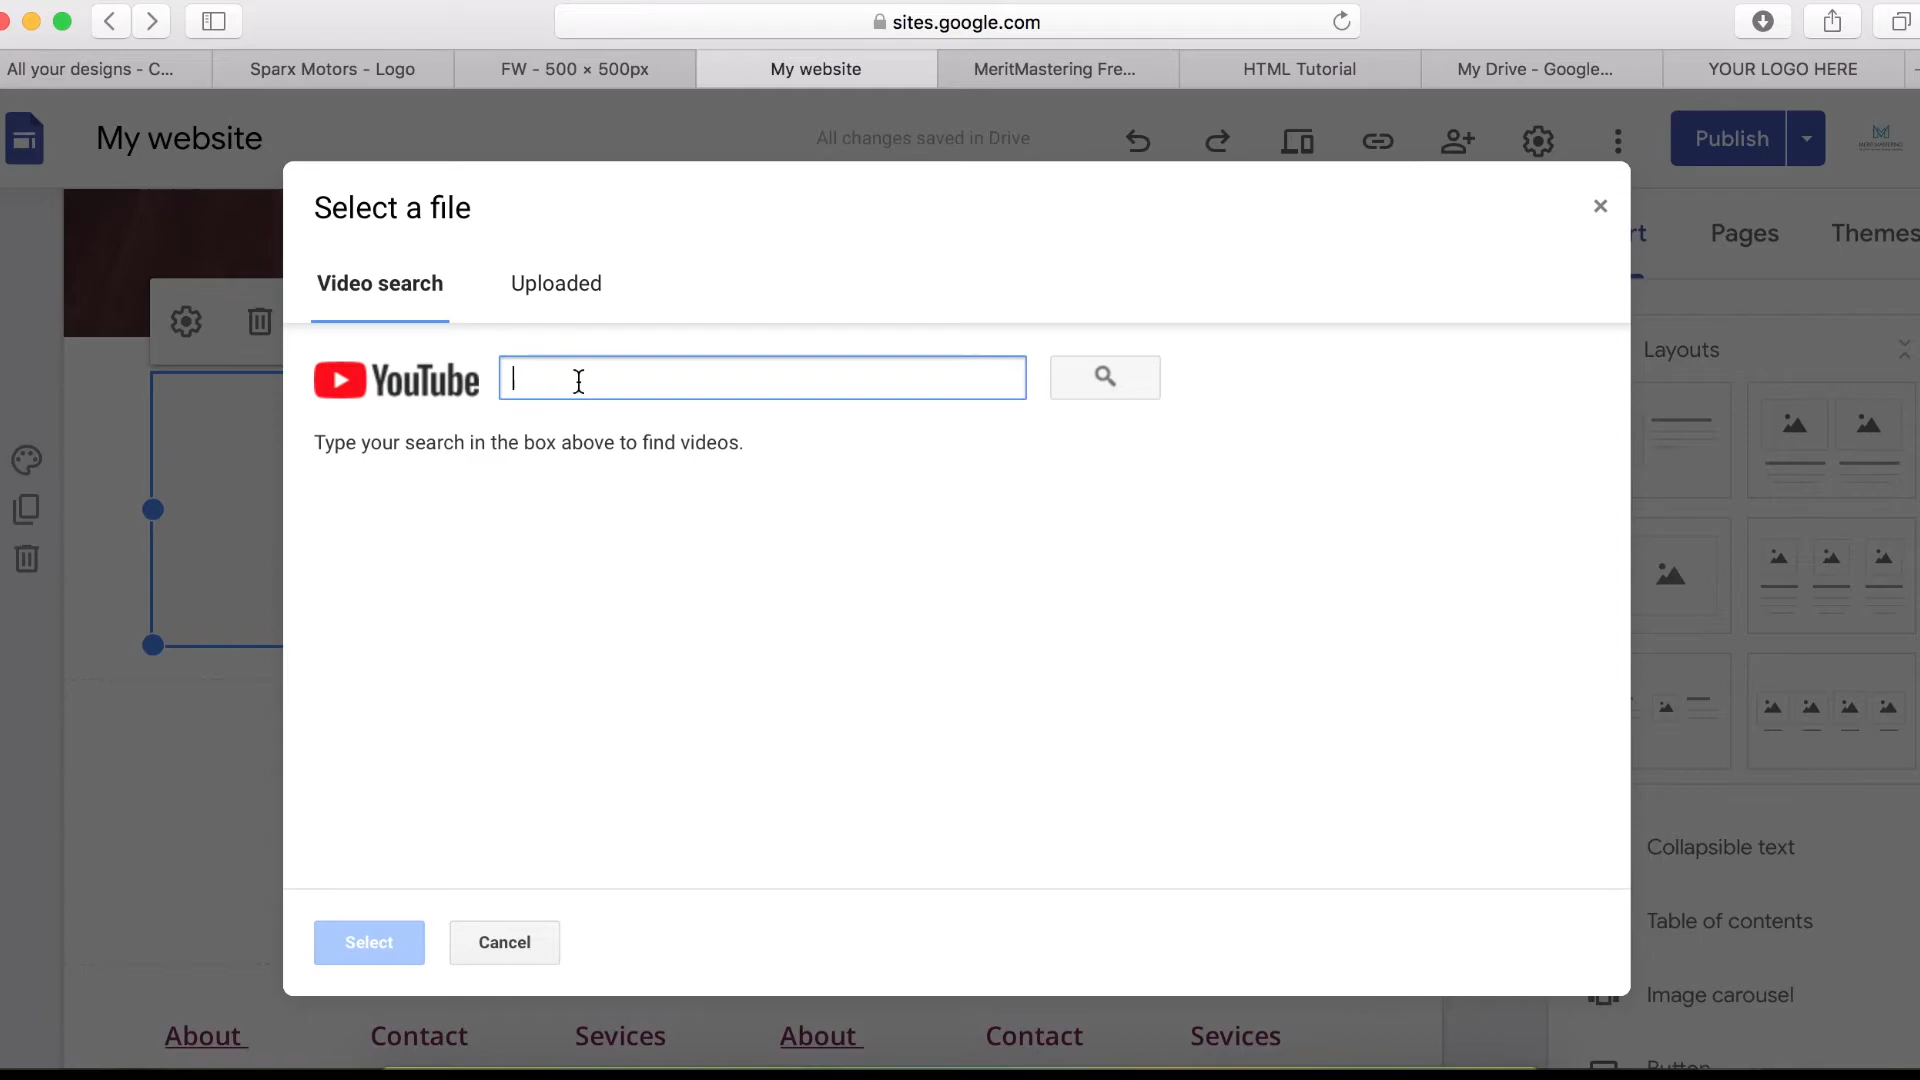 sites.google.com
All your designs - C...
Sparx Motors - Logo
FW - 500 × 500px
My website
MeritMastering Fre...
HTML Tutorial
My Drive - Google...
YOUR LOGO HERE
My website
All changes saved in Drive
Publish
Select a file
Pages
Themes
Video search
Uploaded
YouTube
Layouts
Type your search in the box above to find videos.
Collapsible text
Table of contents
Select
Cancel
Image carousel
About
Contact
Sevices
About
Contact
Sevices